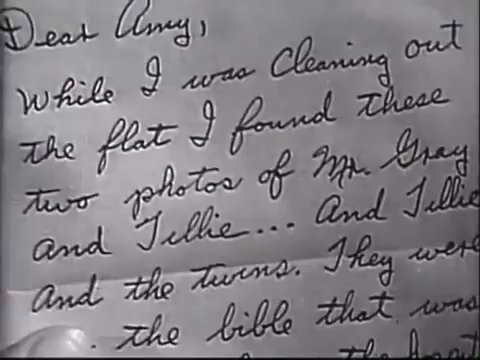 Dear Amy,
While I was Cleaning out
the flat I found these
two photos of Mr. Gray
And Tillie... And Tillie
And the twins. They were
the bible that was
the